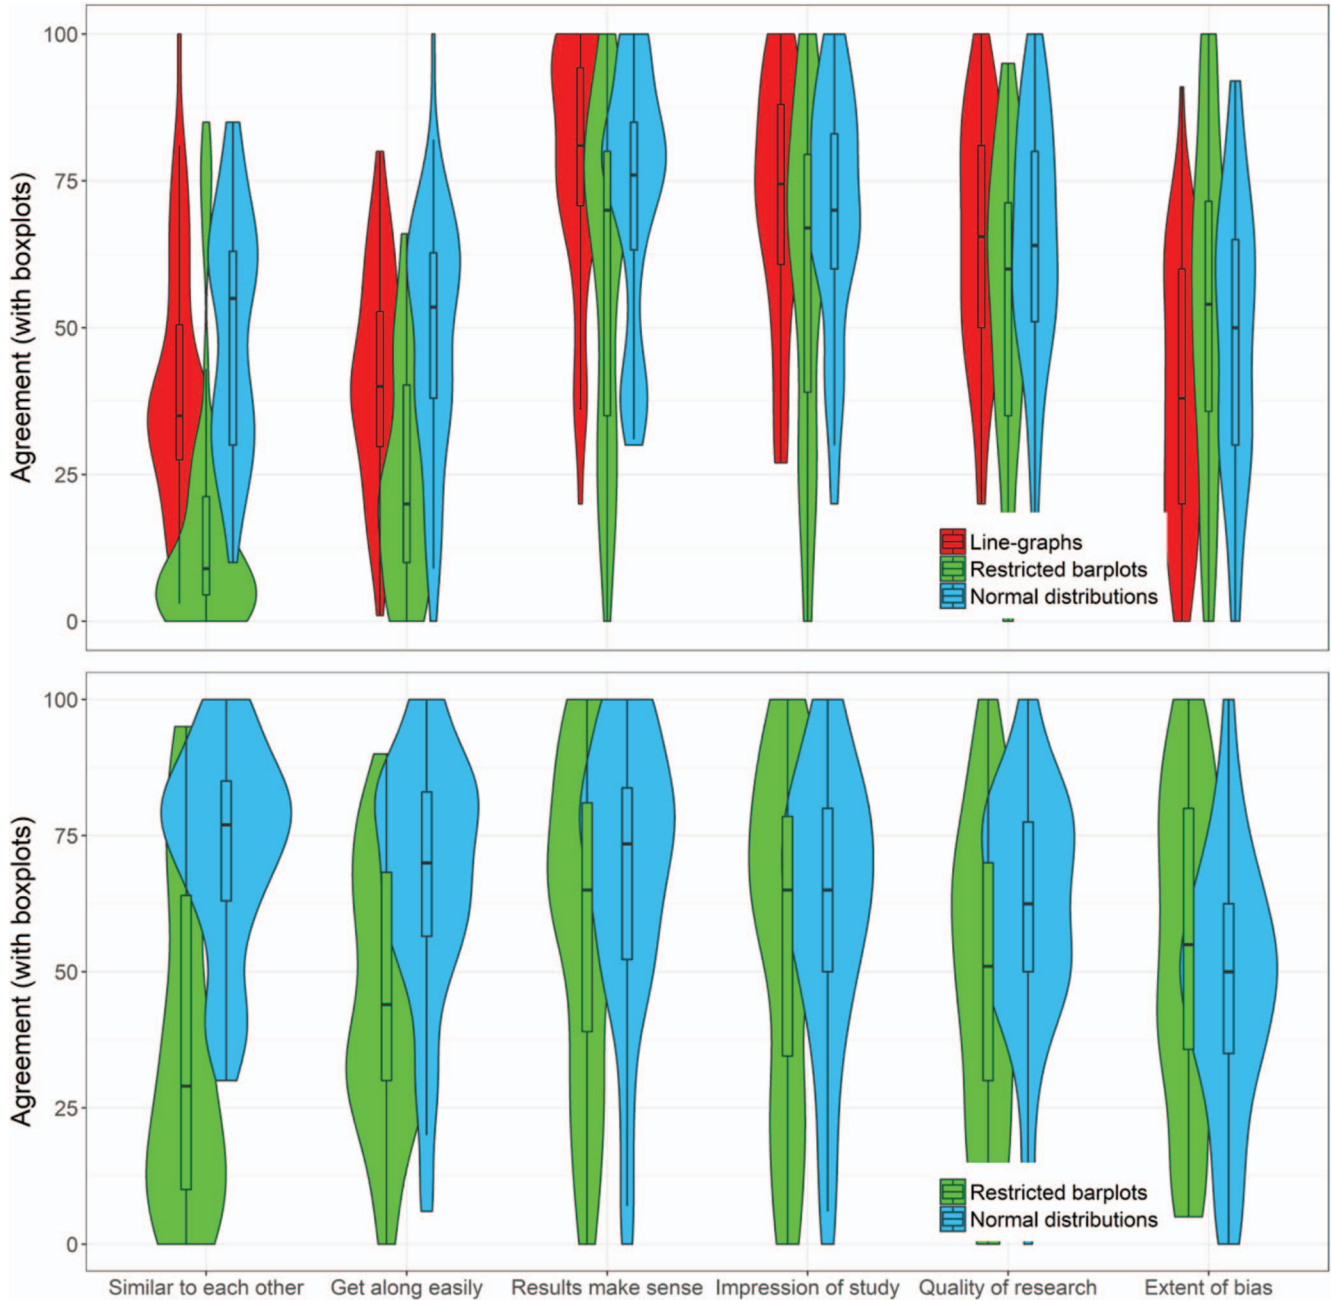 Agreement (with boxplots)
100
75
50
25
0
Line-graphs
Restricted barplots
Normal distributions
Agreement (with boxplots)
100
75
50
25
0
Restricted barplots
Normal distributions
Similar to each other Get along easily Results make sense Impression of study Quality of research Extent of bias